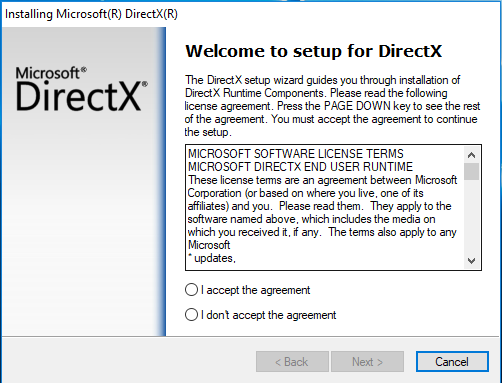 Installing Microsoft(R) DirectX(R)
Microsoft®
DirectX®
Welcome to setup for DirectX
The DirectX setup wizard guides you through installation of
DirectX Runtime Components. Please read the following
license agreement. Press the PAGE DOWN key to see the rest
of the agreement. You must accept the agreement to continue
the setup.
MICROSOFT SOFTWARE LICENSE TERMS
MICROSOFT DIRECTX END USER RUNTIME
These license terms are an agreement between Microsoft
Corporation (or based on where you live, one of its
affiliates) and you. Please read them. They apply to the
software named above, which includes the media on
which you received it, if any. The terms also apply to any
Microsoft
* updates,
I accept the agreement
I don't accept the agreement
< Back
Next >
Cancel